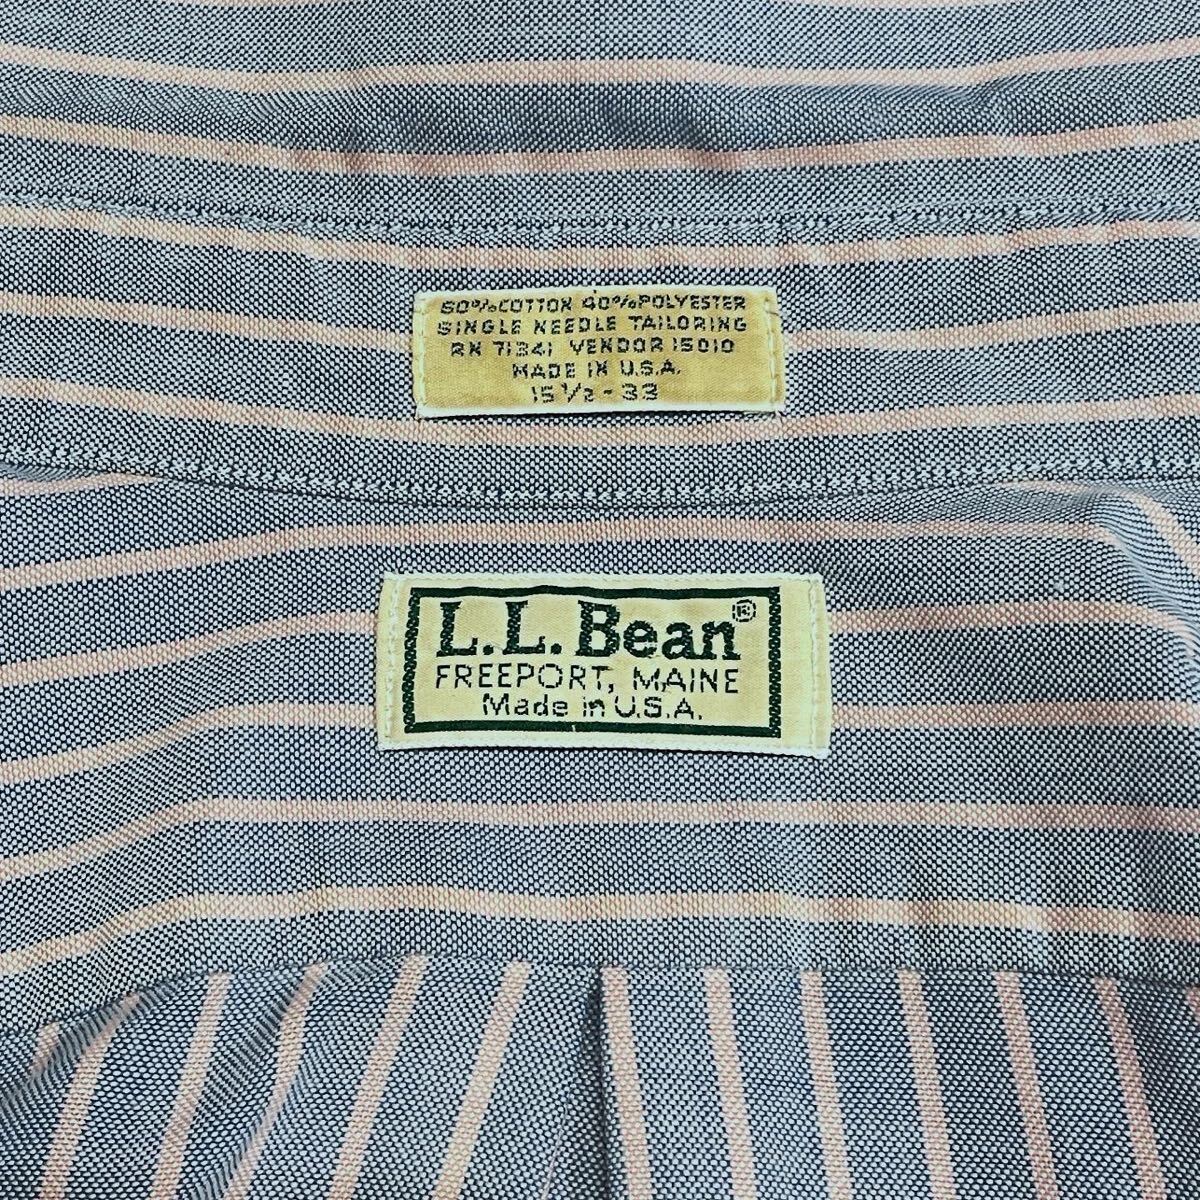 60% COTTON 40% POLYESTER
SINGLE NEEDLE TAILORING
RN 71341 VENDOR 15010
MADE IN U.S.A.
15 1/2 - 33
L.L.Bean®
FREEPORT, MAINE
Made in U.S.A.